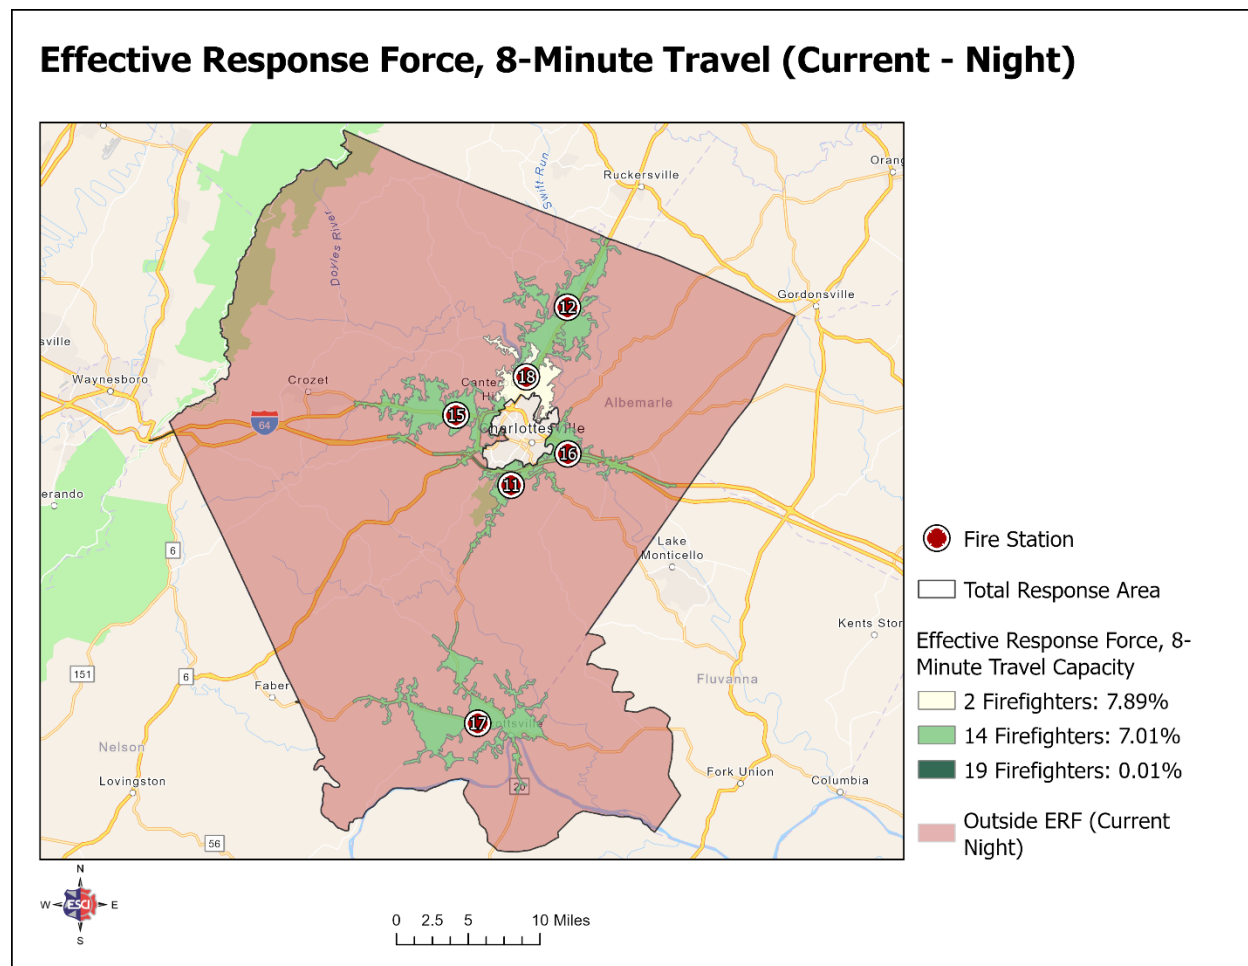 Effective Response Force, 8-Minute Travel (Current - Night)
Swift Run
Orang
Ruckersville
Doyles River
12
Gordonsville
sville
Waynesboro
Crozet
18
Albemarle
15
64
Charlottesville
16
11
erando
6
Lake
Monticello
Kents Stor
151
6
Faber
Fluvanna
17
ottsville
Nelson
Lovingston
20
Fork Union
Columbia
56
Fire Station
Total Response Area
Effective Response Force, 8-
Minute Travel Capacity
2 Firefighters: 7.89%
14 Firefighters: 7.01%
19 Firefighters: 0.01%
Outside ERF (Current
Night)
N
W
ESCI
E
S
0 2.5 5 10 Miles